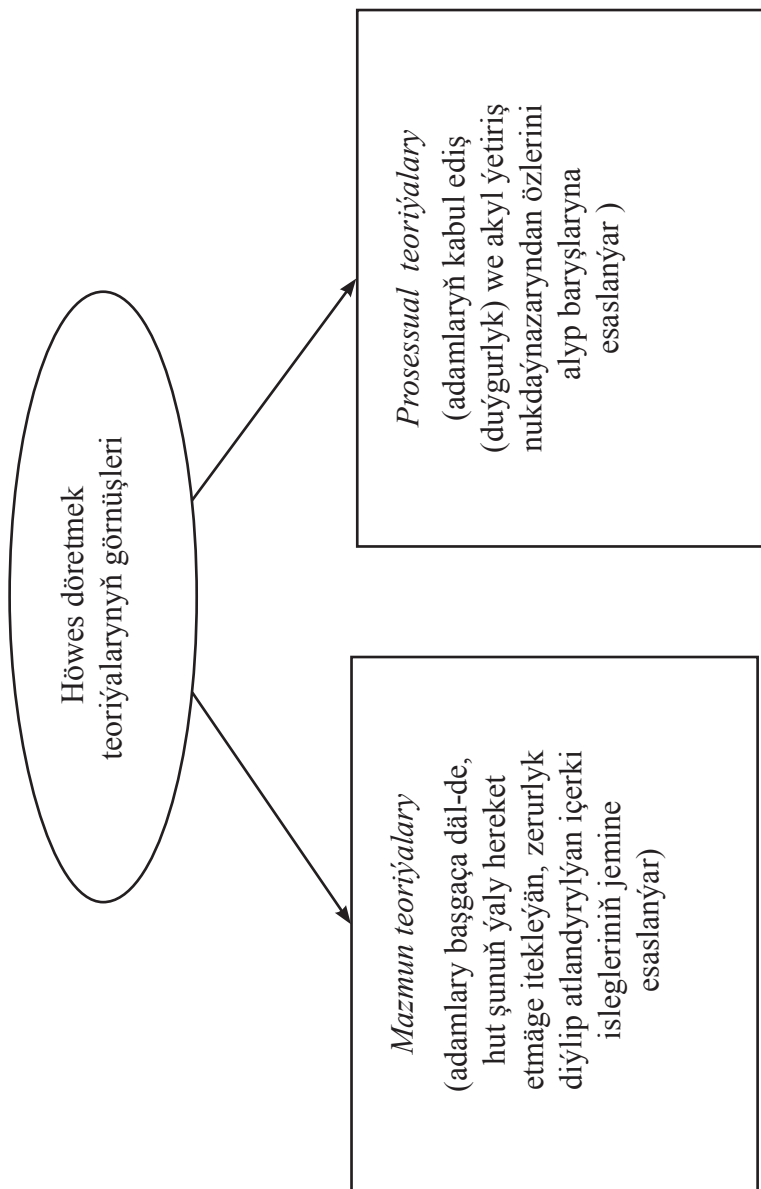 Höwes döretmek
teoriýalarynyň görnüşleri
Mazmun teoriýalary
(adamlary başgaça däl-de,
hut şunuň ýaly hereket
etmäge itekleýän, zerurlyk
diýlip atlandyrylýan içerki
islegleriniň jemine
esaslanýar)
Prosessual teoriýalary
(adamlaryň kabul ediş
(duýgurlyk) we akyl ýetiriş
nukdaýnazaryndan özlerini
alyp baryşlaryna
esaslanýar )